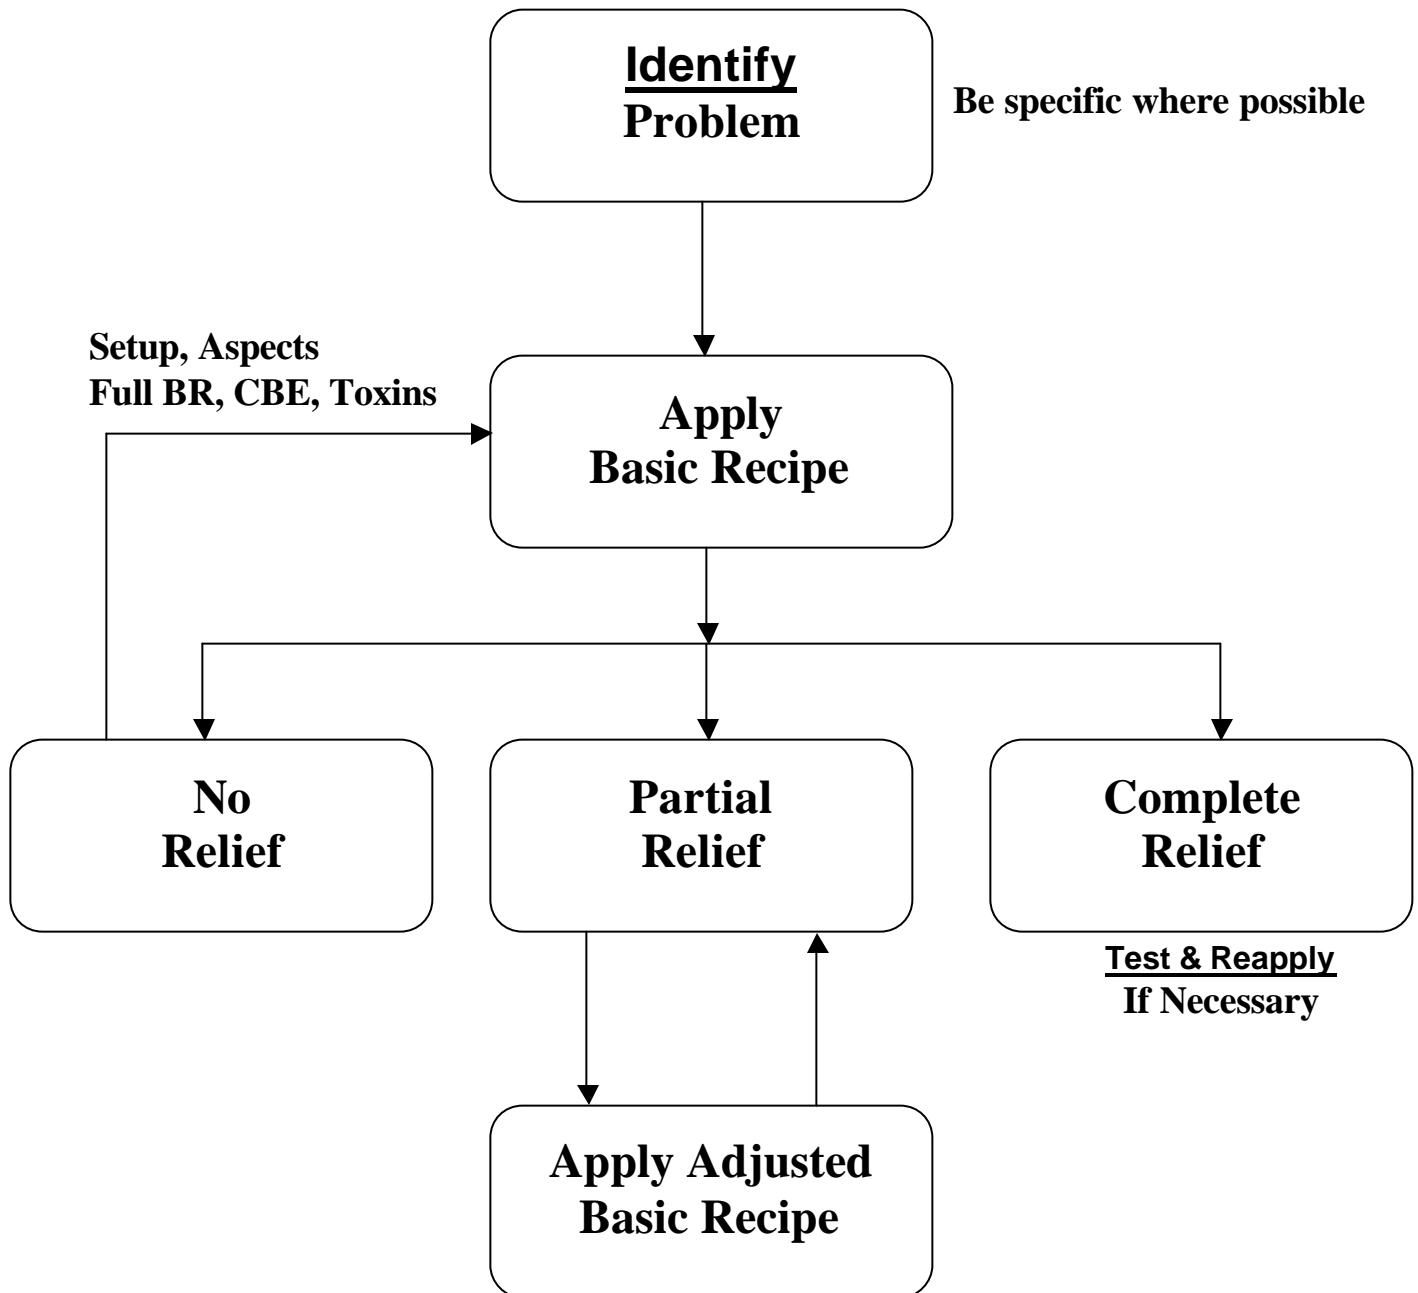 Identify
Problem
Be specific where possible
Setup, Aspects
Full BR, CBE, Toxins
Apply
Basic Recipe
No
Relief
Partial
Relief
Complete
Relief
Test & Reapply
If Necessary
Apply Adjusted
Basic Recipe